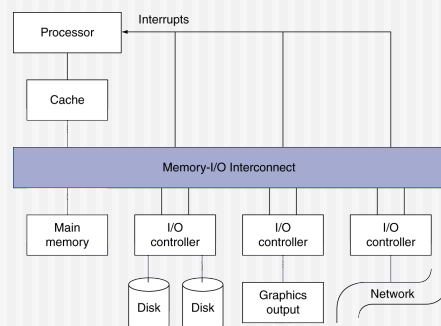 Interrupts
Processor
Cache
Memory-I/O Interconnect
Main
memory
I/O
controller
I/O
controller
I/O
controller
Disk
Disk
Graphics
output
Network